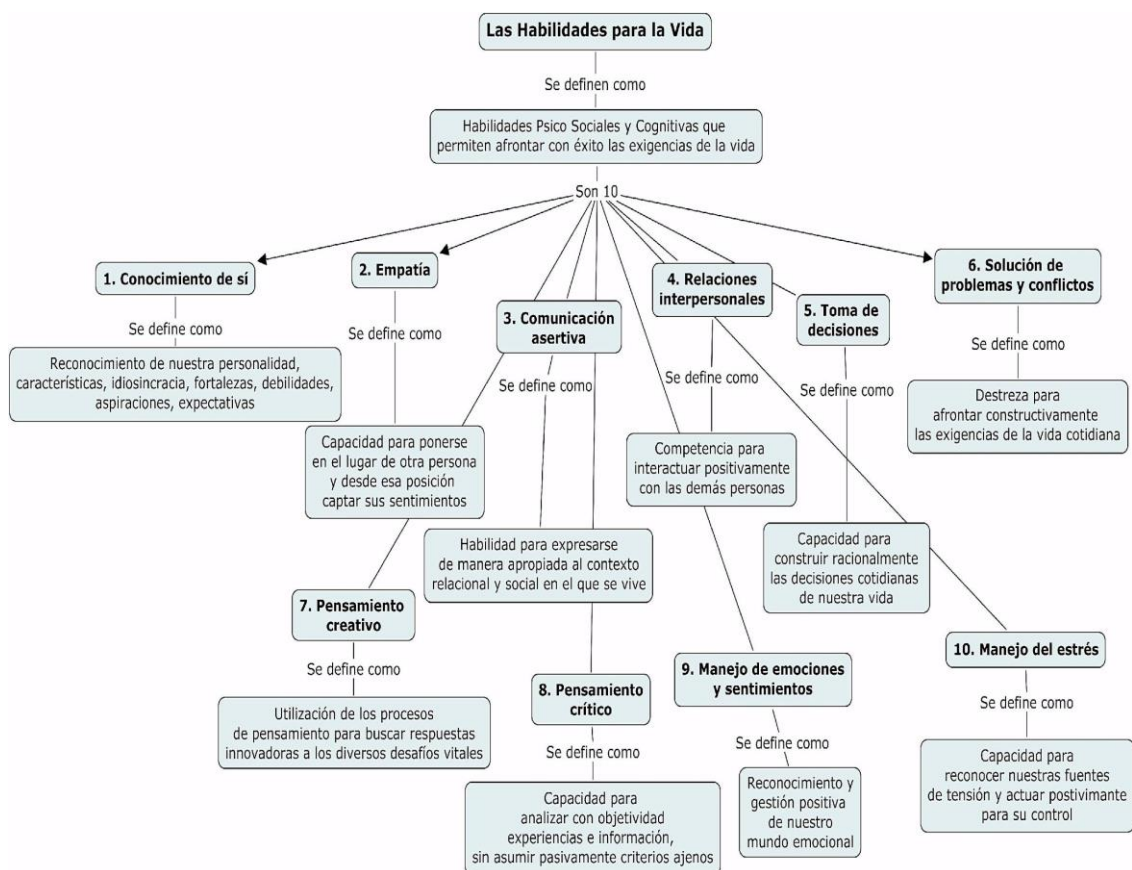 Las Habilidades para la Vida
Se definen como
Habilidades Psico Sociales y Cognitivas que
permiten afrontar con éxito las exigencias de la vida
Son 10
1. Conocimiento de sí
Se define como
Reconocimiento de nuestra personalidad,
características, idiosincracia, fortalezas, debilidades,
aspiraciones, expectativas
2. Empatía
Se define como
Capacidad para ponerse
en el lugar de otra persona
y desde esa posición
captar sus sentimientos
3. Comunicación
asertiva
Se define como
Habilidad para expresarse
de manera apropiada al contexto
relacional y social en el que se vive
4. Relaciones
interpersonales
Se define como
Competencia para
interactuar positivamente
con las demás personas
5. Toma de
decisiones
Se define como
Capacidad para
construir racionalmente
las decisiones cotidianas
de nuestra vida
6. Solución de
problemas y conflictos
Se define como
Destreza para
afrontar constructivamente
las exigencias de la vida cotidiana
7. Pensamiento
creativo
Se define como
Utilización de los procesos
de pensamiento para buscar respuestas
innovadoras a los diversos desafíos vitales
8. Pensamiento
crítico
Se define como
Capacidad para
analizar con objetividad
experiencias e información,
sin asumir pasivamente criterios ajenos
9. Manejo de emociones
y sentimientos
Se define como
Reconocimiento y
gestión positiva
de nuestro
mundo emocional
10. Manejo del estrés
Se define como
Capacidad para
reconocer nuestras fuentes
de tensión y actuar postivimante
para su control